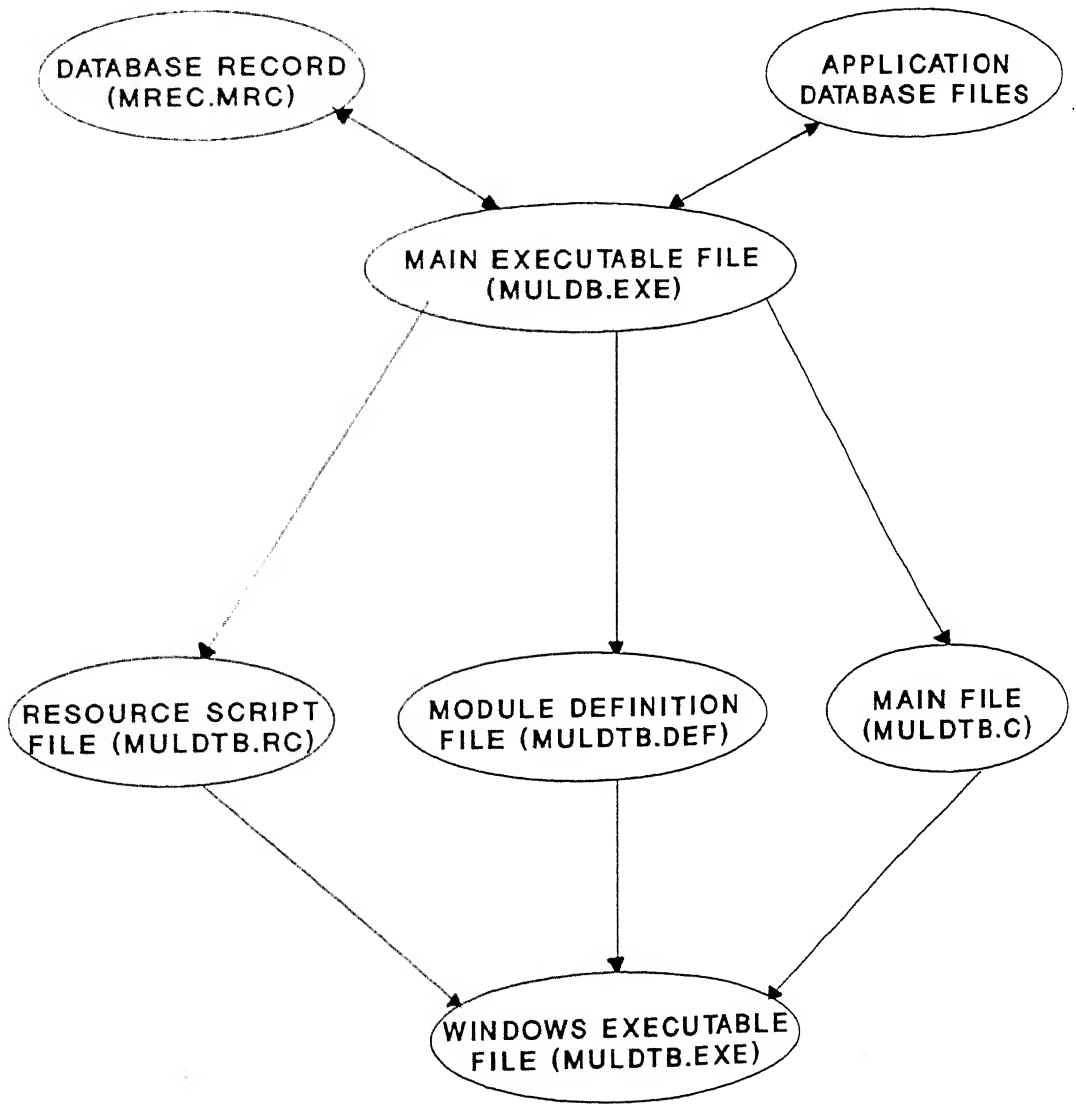 DATABASE RECORD
(MREC.MRC)
APPLICATION
DATABASE FILES
MAIN EXECUTABLE FILE
(MULDB.EXE)
RESOURCE SCRIPT
FILE (MULDTB.RC)
MODULE DEFINITION
FILE (MULDTB.DEF)
MAIN FILE
(MULDTB.C)
WINDOWS EXECUTABLE
FILE (MULDTB.EXE)